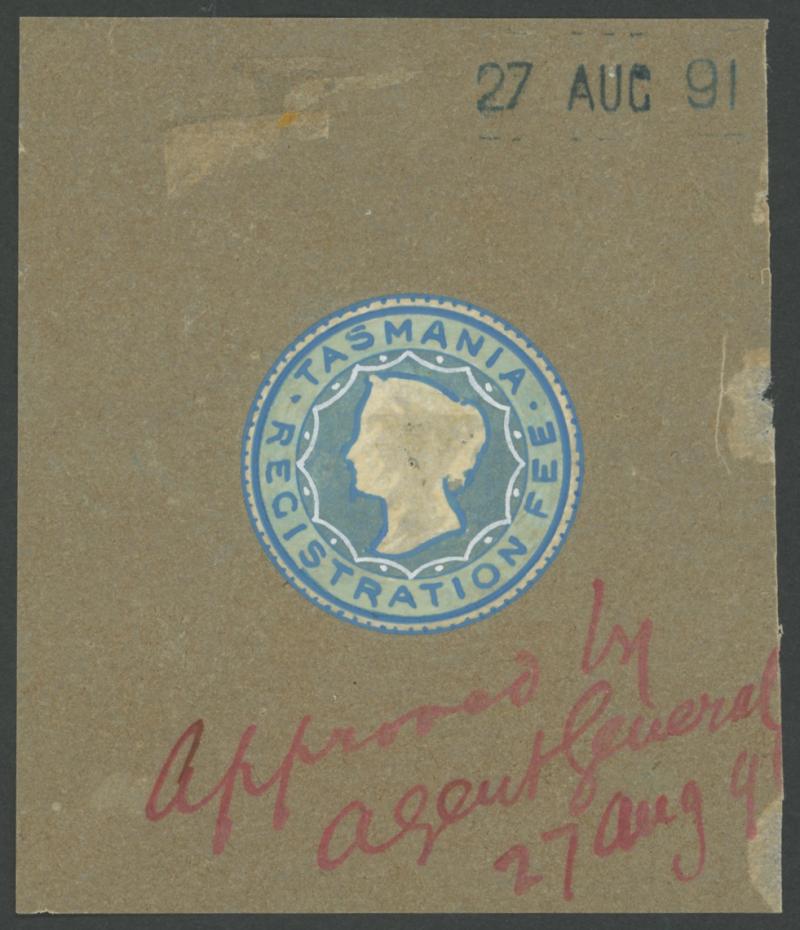 27 AUG 91
· TASMANIA ·
REGISTRATION FEE
Approved by
Agent General
27 Aug 91